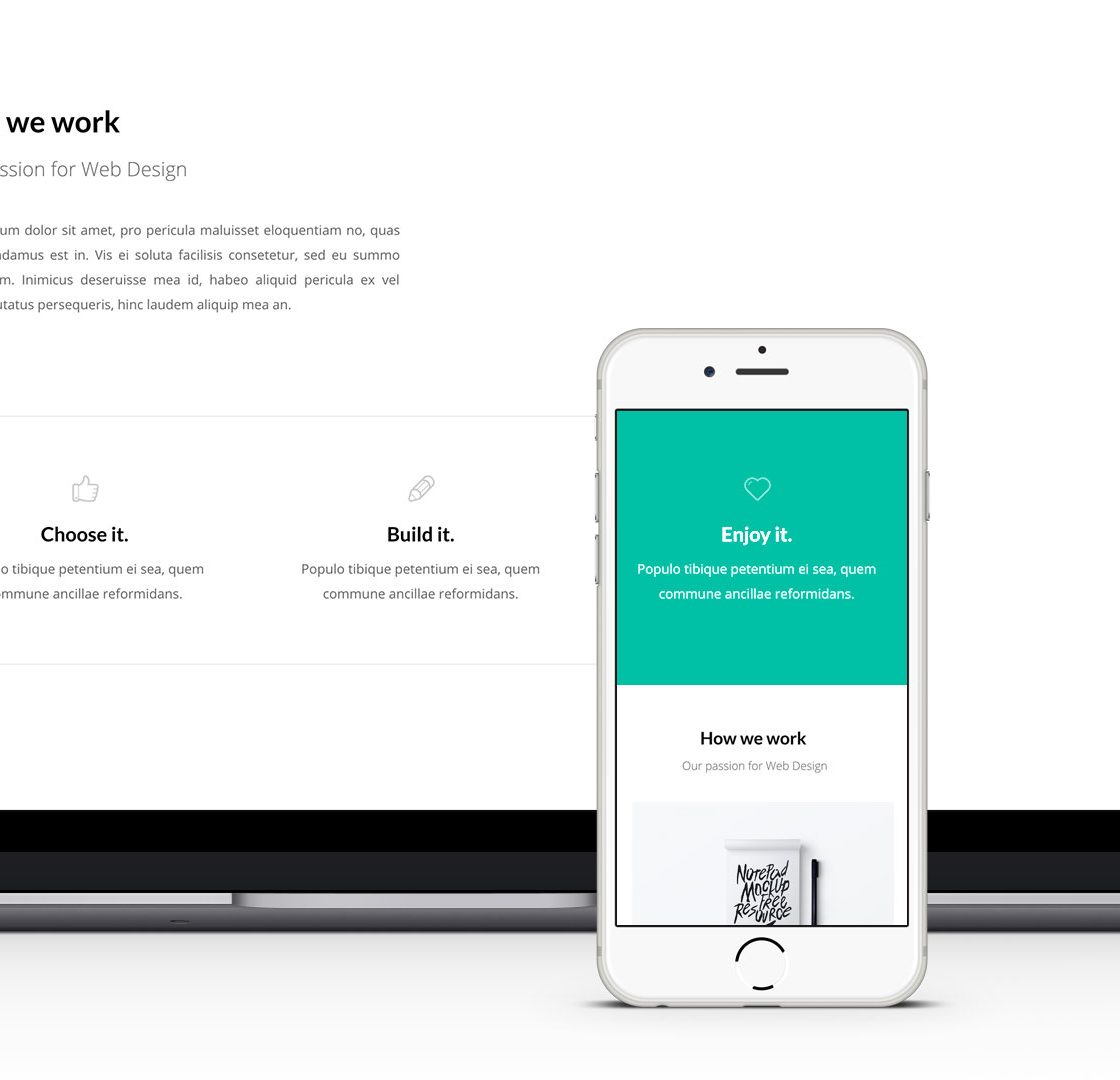 we work
ssion for Web Design
um dolor sit amet, pro pericula maluisset eloquentiam no, quas
damus est in. Vis ei soluta facilisis consetetur, sed eu summo
m. Inimicus deseruisse mea id, habeo aliquid pericula ex vel
utatus persequeris, hinc laudem aliquip mea an.
Choose it.
o tibique petentium ei sea, quem
mmune ancillae reformidans.
Build it.
Populo tibique petentium ei sea, quem
commune ancillae reformidans.
Enjoy it.
Populo tibique petentium ei sea, quem
commune ancillae reformidans.
How we work
Our passion for Web Design
NotePad
Mockup
Free
Resource